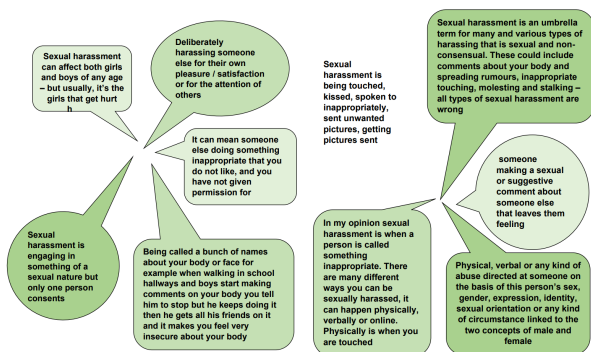 Sexual harassment
can affect both girls
and boys of any age
– but usually, it's the
girls that get hurt
h
Deliberately
harassing someone
else for their own
pleasure / satisfaction
or for the attention of
others
It can mean someone
else doing something
inappropriate that you
do not like, and you
have not given
permission for
Sexual
harassment is
engaging in
something of a
sexual nature but
only one person
consents
Being called a bunch of names
about your body or face for
example when walking in school
hallways and boys start making
comments on your body you tell
him to stop but he keeps doing it
then he gets all his friends on it
and it makes you feel very
insecure about your body
Sexual
harassment is
being touched,
kissed, spoken to
inappropriately,
sent unwanted
pictures, getting
pictures sent
Sexual harassment is an umbrella
term for many and various types of
harassing that is sexual and non-
consensual. These could include
comments about your body and
spreading rumours, inappropriate
touching, molesting and stalking –
all types of sexual harassment are
wrong
someone
making a sexual
or suggestive
comment about
someone else
that leaves them
feeling
In my opinion sexual
harassment is when a
person is called
something
inappropriate. There
are many different
ways you can be
sexually harassed, it
can happen physically,
verbally or online.
Physically is when you
are touched
Physical, verbal or any kind of
abuse directed at someone on
the basis of this person's sex,
gender, expression, identity,
sexual orientation or any kind
of circumstance linked to the
two concepts of male and
female